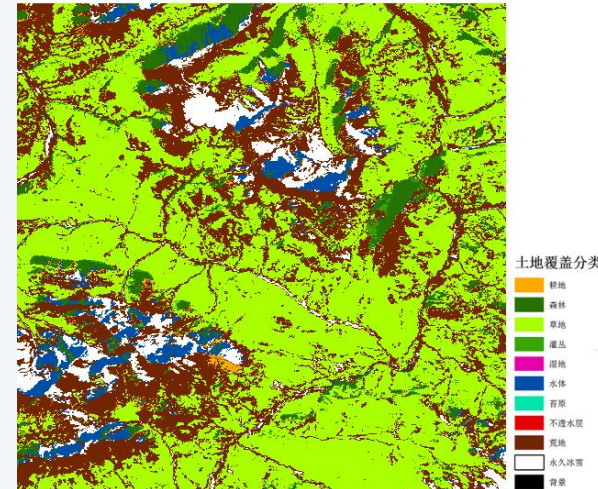 土地覆盖分类
耕地
森林
草地
灌丛
湿地
水体
苔原
不透水层
荒地
永久冰雪
背景